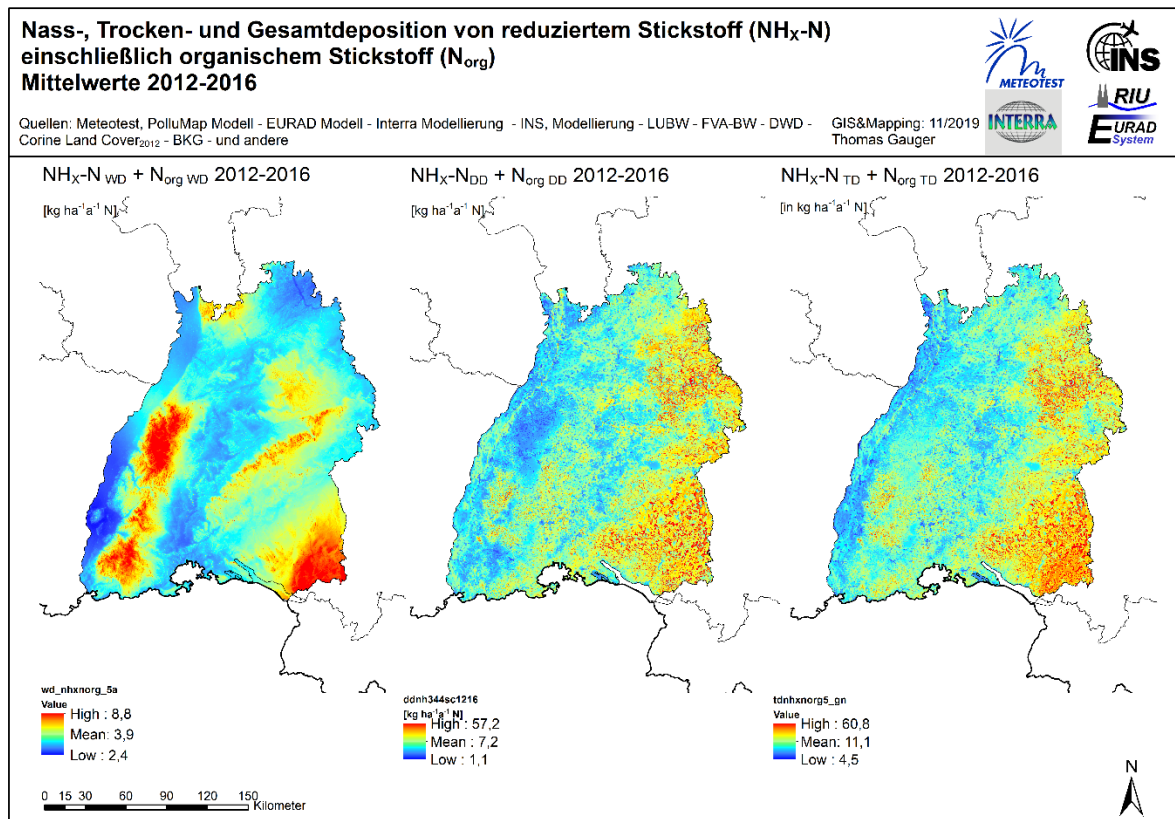 Nass-, Trocken- und Gesamtdeposition von reduziertem Stickstoff (NHX-N)
einschließlich organischem Stickstoff (Norg)
Mittelwerte 2012-2016
METEOTEST
INS
INTERRA
RIU
EURAD
System
Quellen: Meteotest, PolluMap Modell - EURAD Modell - Interra Modellierung - INS, Modellierung - LUBW - FVA-BW - DWD -
Corine Land Cover2012 - BKG - und andere
GIS&Mapping: 11/2019
Thomas Gauger
NHX-N WD + Norg WD 2012-2016
[kg ha-1a-1 N]
NHX-NDD + Norg DD 2012-2016
[kg ha-1a-1 N]
NHX-N TD + Norg TD 2012-2016
[in kg ha-1a-1 N]
wd_nhxnorg_5a
Value
High : 8,8
Mean: 3,9
Low : 2,4
ddnh344sc1216
[kg ha-1a-1 N]
High : 57,2
Mean : 7,2
Low : 1,1
tdnhxnorg5_gn
Value
High : 60,8
Mean: 11,1
Low : 4,5
0 15 30 60 90 120 150
Kilometer
N